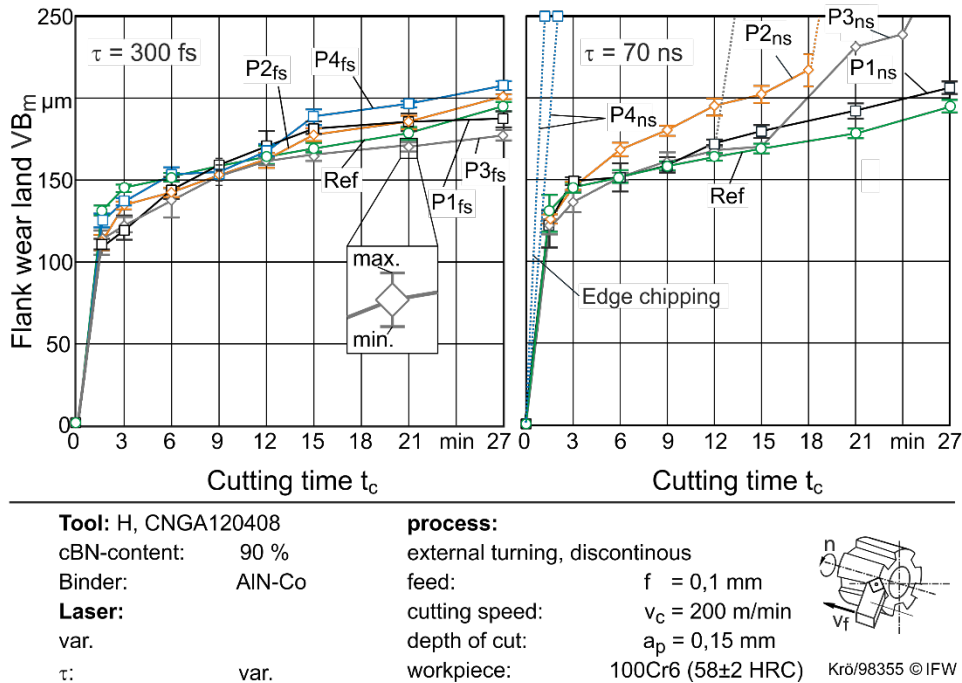 Flank wear land VBm
250
µm
150
100
50
0
τ = 300 fs
P2fs
P4fs
Ref
P1fs
P3fs
max.
min.
0 3 6 9 12 15 21 min 27
Cutting time tc
τ = 70 ns
P2ns
P3ns
P1ns
P4ns
Ref
Edge chipping
0 3 6 9 12 15 21 min 27
Cutting time tc
Tool: H, CNGA120408
cBN-content: 90 %
Binder: AlN-Co
Laser:
var.
τ: var.
process:
external turning, discontinous
feed: f = 0,1 mm
cutting speed: vc = 200 m/min
depth of cut: ap = 0,15 mm
workpiece: 100Cr6 (58±2 HRC)
n
vf
Krö/98355 © IFW